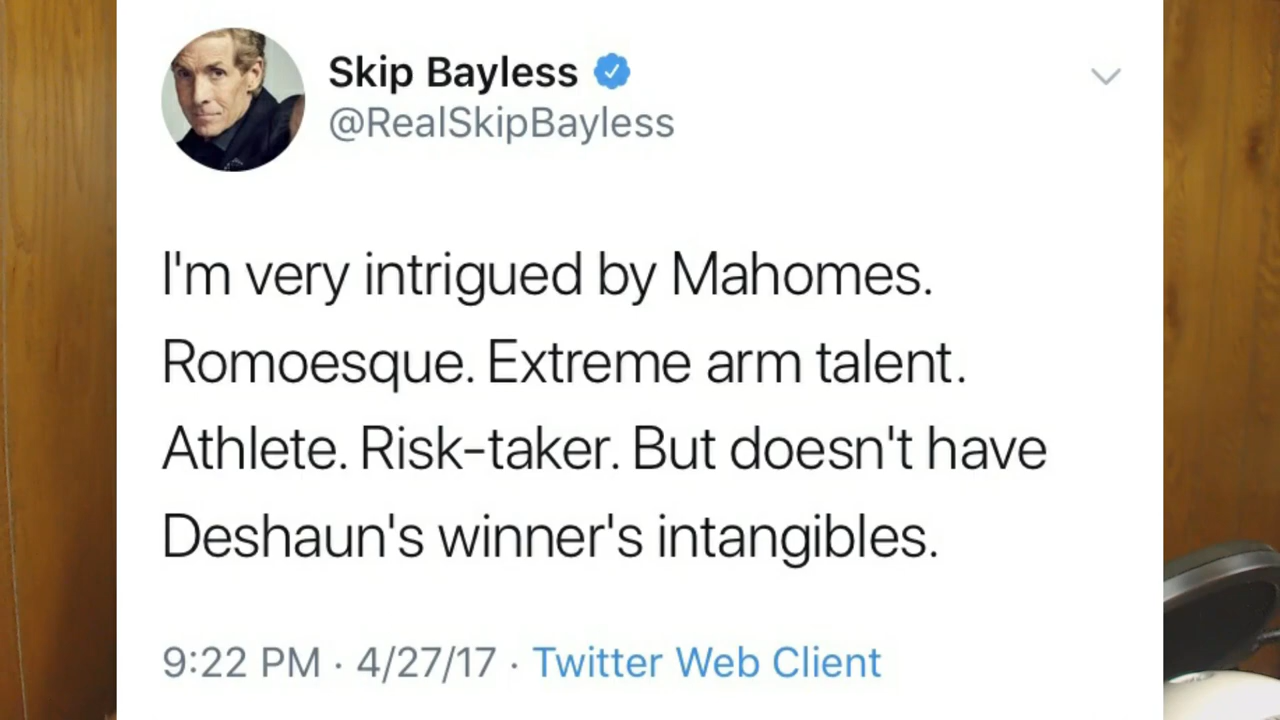 Skip Bayless
@RealSkipBayless
I'm very intrigued by Mahomes.
Romoesque. Extreme arm talent.
Athlete. Risk-taker. But doesn't have
Deshaun's winner's intangibles.
9:22 PM · 4/27/17 · Twitter Web Client